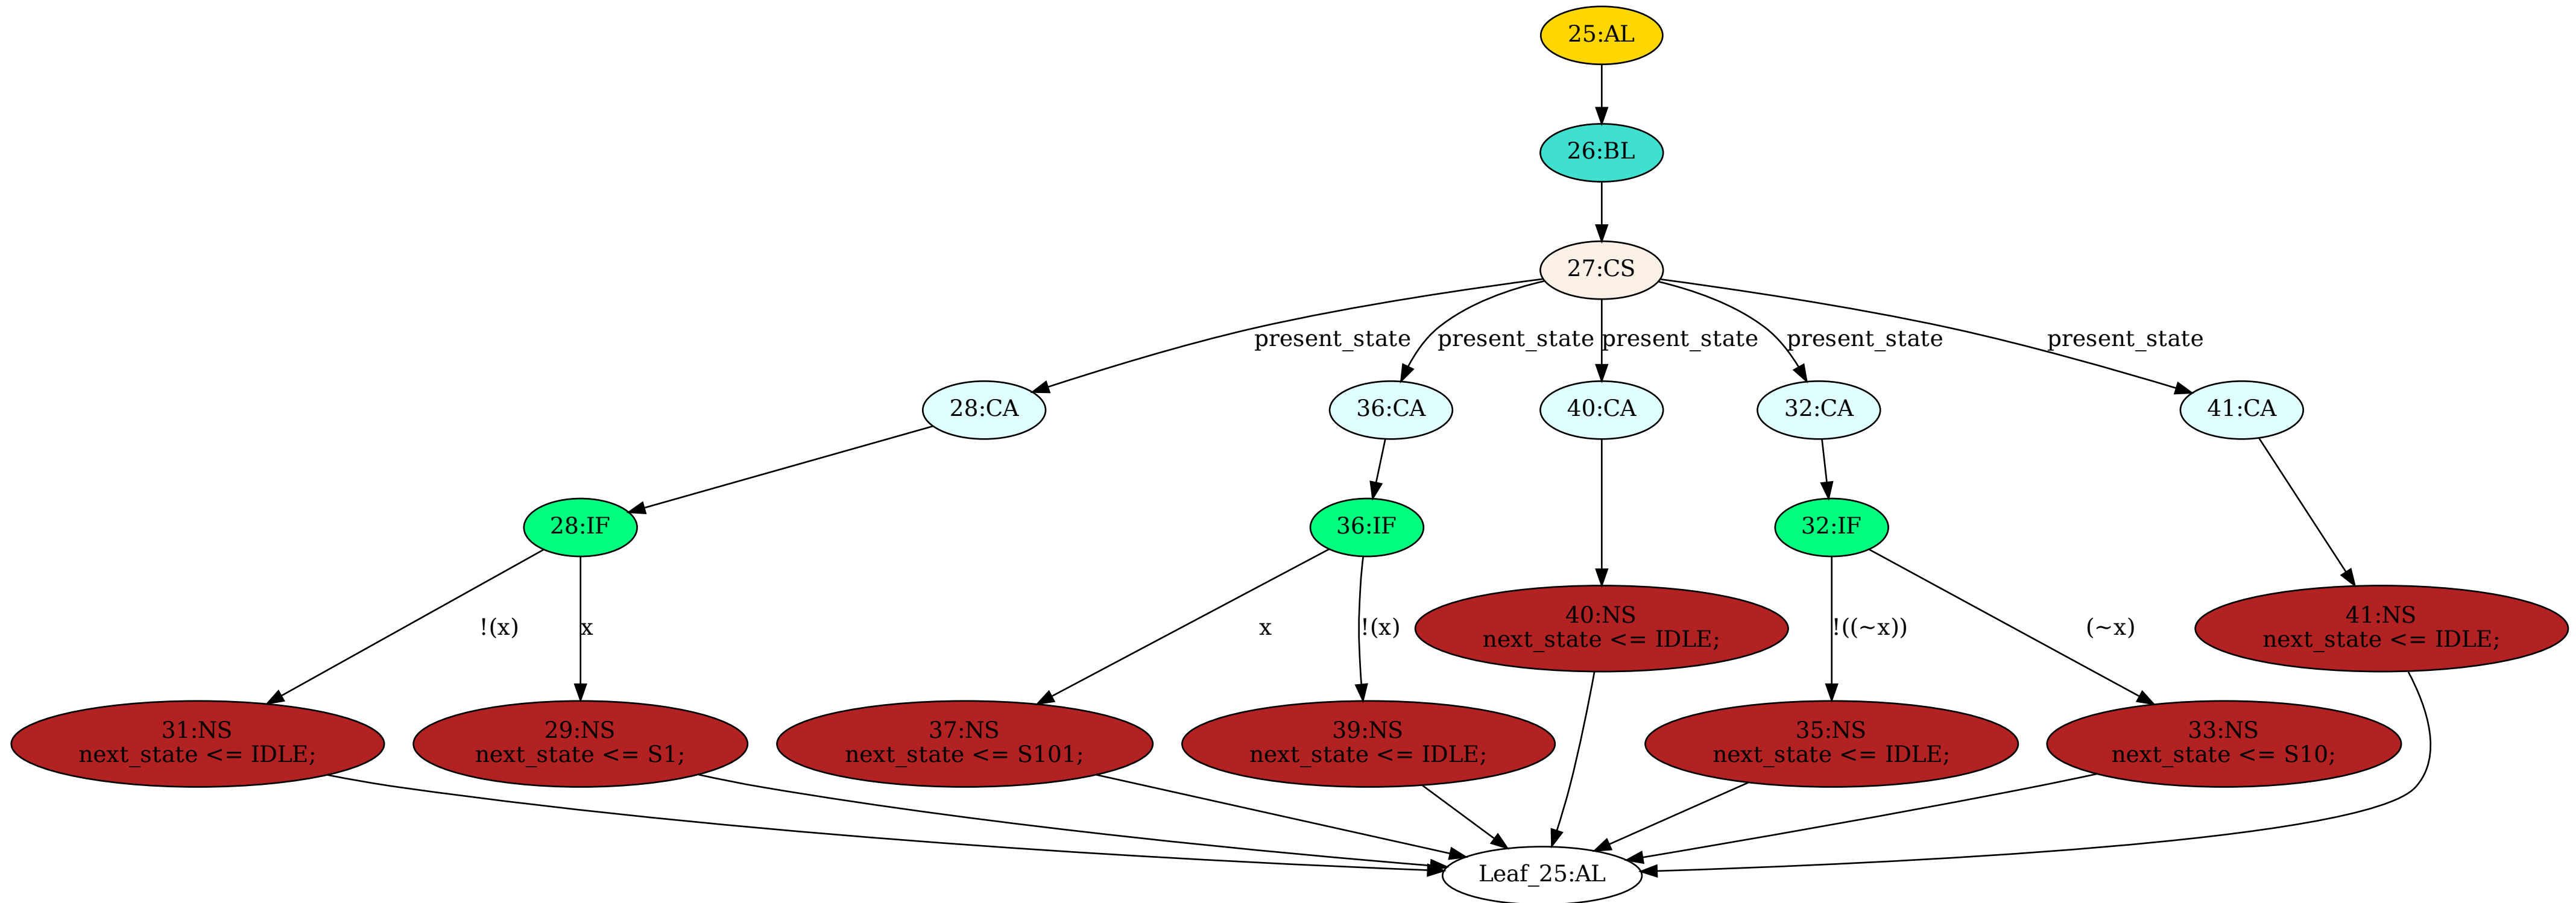 25:AL
26:BL
27:CS
present_state
present_state
present_state
present_state
present_state
28:CA
36:CA
40:CA
32:CA
41:CA
28:IF
36:IF
32:IF
!(x)
x
x
!(x)
40:NS
next_state <= IDLE;
!((~x))
(~x)
41:NS
next_state <= IDLE;
31:NS
next_state <= IDLE;
29:NS
next_state <= S1;
37:NS
next_state <= S101;
39:NS
next_state <= IDLE;
35:NS
next_state <= IDLE;
33:NS
next_state <= S10;
Leaf_25:AL